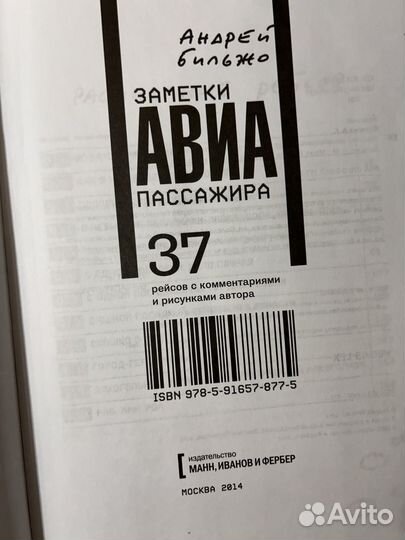 Андрей
бильжо
ЗАМЕТКИ
АВИА
ПАССАЖИРА
37
рейсов с комментариями
и рисунками автора
ISBN 978-5-91657-877-5
издательство
МАНН, ИВАНОВ И ФЕРБЕР
МОСКВА 2014
Avito